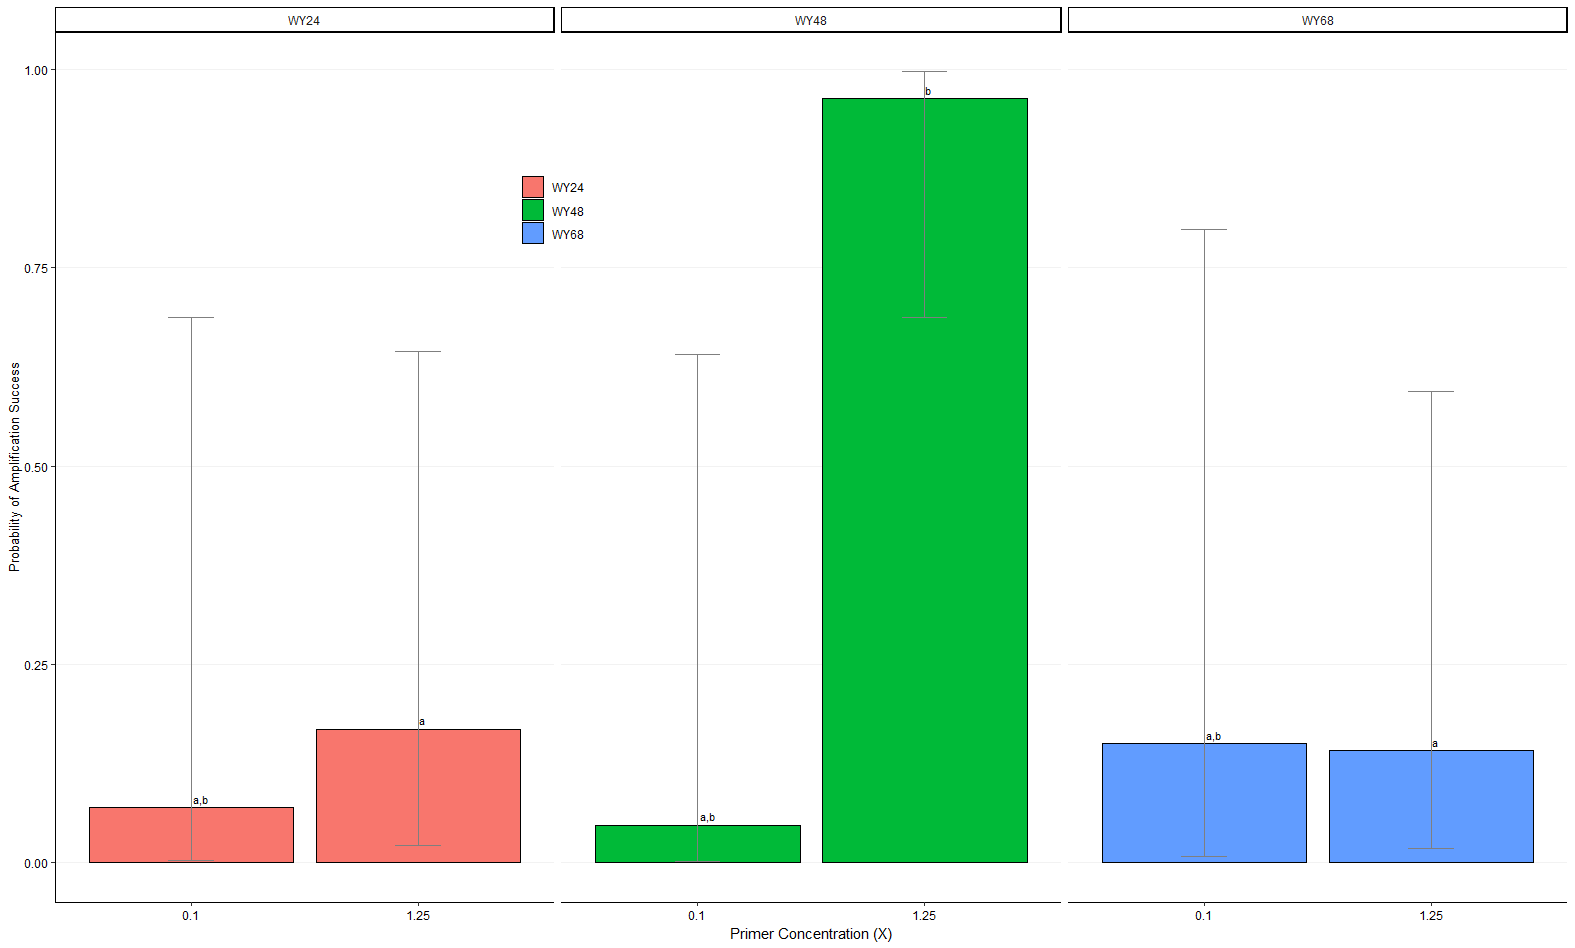 WY24
WY48
WY68
Probability of Amplification Success
1.00
0.75
0.50
0.25
0.00
WY24
WY48
WY68
a,b
a
a,b
b
a,b
a
0.1
1.25
0.1
1.25
0.1
1.25
Primer Concentration (X)